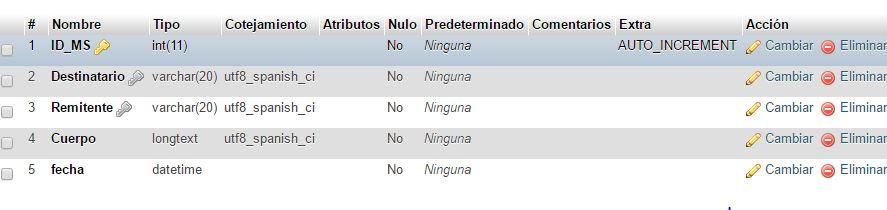 # Nombre Tipo Cotejamiento Atributos Nulo Predeterminado Comentarios Extra Acción
1 ID_MS int(11) No Ninguna AUTO_INCREMENT Cambiar Eliminar
2 Destinatario varchar(20) utf8_spanish_ci No Ninguna Cambiar Eliminar
3 Remitente varchar(20) utf8_spanish_ci No Ninguna Cambiar Eliminar
4 Cuerpo longtext utf8_spanish_ci No Ninguna Cambiar Eliminar
5 fecha datetime No Ninguna Cambiar Eliminar